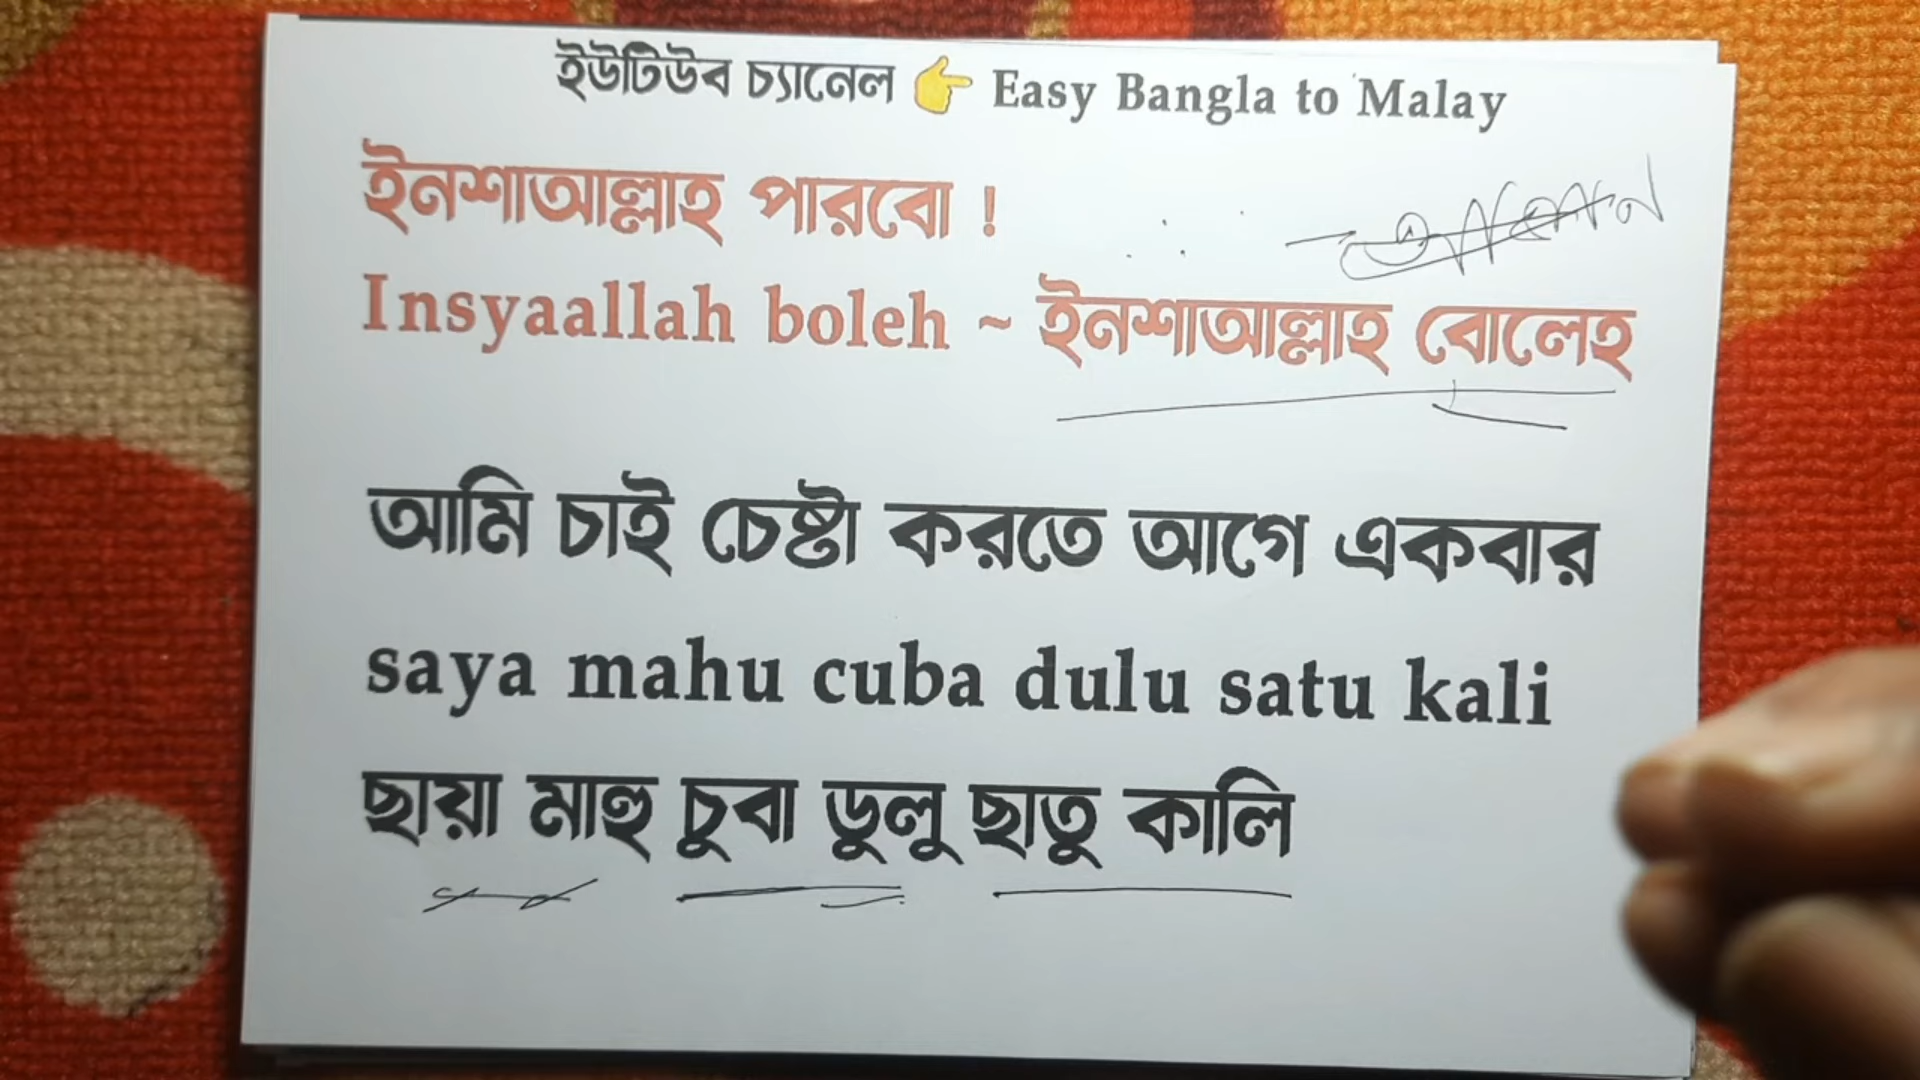 ইউটিউব চ্যানেল 👉 Easy Bangla to Malay
ইনশাআল্লাহ পারবো !
Insyaallah boleh ~ ইনশাআল্লাহ বোলেহ
আমি চাই চেষ্টা করতে আগে একবার
saya mahu cuba dulu satu kali
ছায়া মাহু চুবা ডুলু ছাতু কালি